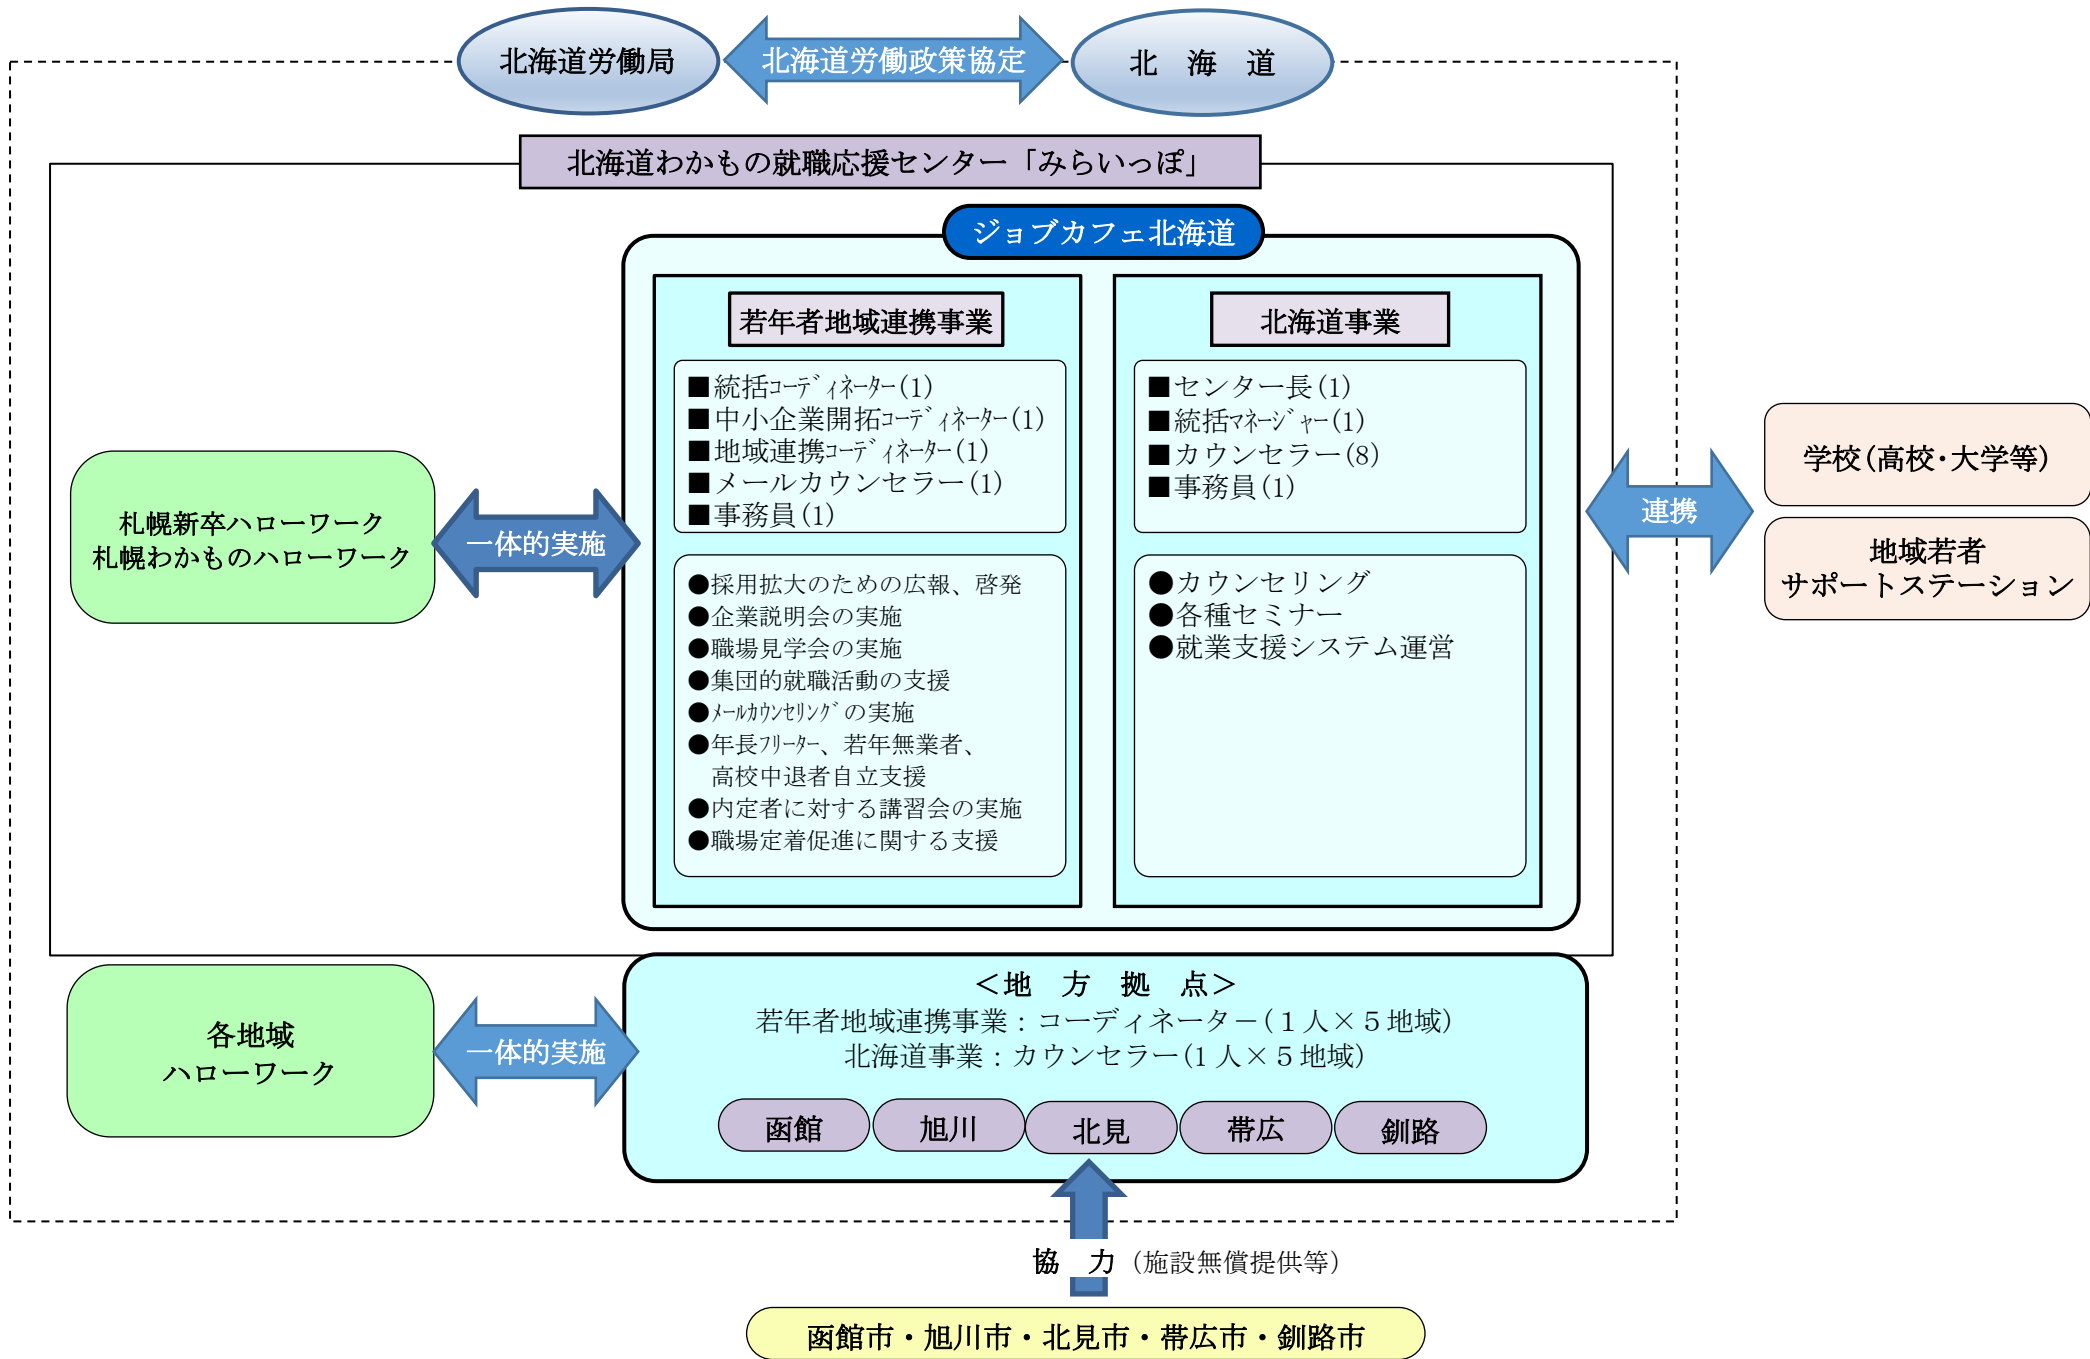 北海道労働局
北海道労働政策協定
北　海　道
北海道わかもの就職応援センター「みらいっぽ」
ジョブカフェ北海道
若年者地域連携事業
■統括ｺｰﾃﾞｨﾈｰﾀｰ(1)
■中小企業開拓ｺｰﾃﾞｨﾈｰﾀｰ(1)
■地域連携ｺｰﾃﾞｨﾈｰﾀｰ(1)
■メールカウンセラー(1)
■事務員(1)
●採用拡大のための広報、啓発
●企業説明会の実施
●職場見学会の実施
●集団的就職活動の支援
●ﾒｰﾙｶｳﾝｾﾘﾝｸﾞの実施
●年長ﾌﾘｰﾀｰ、若年無業者、
高校中退者自立支援
●内定者に対する講習会の実施
●職場定着促進に関する支援
北海道事業
■センター長(1)
■統括ﾏﾈｰｼﾞｬｰ(1)
■カウンセラー(8)
■事務員(1)
●カウンセリング
●各種セミナー
●就業支援システム運営
札幌新卒ハローワーク
札幌わかものハローワーク
一体的実施
連携
学校(高校・大学等)
地域若者
サポートステーション
各地域
ハローワーク
一体的実施
＜地　方　拠　点＞
若年者地域連携事業：コーディネーター(１人×５地域)
北海道事業：カウンセラー(1 人×５地域)
函館
旭川
北見
帯広
釧路
協　力（施設無償提供等）
函館市・旭川市・北見市・帯広市・釧路市